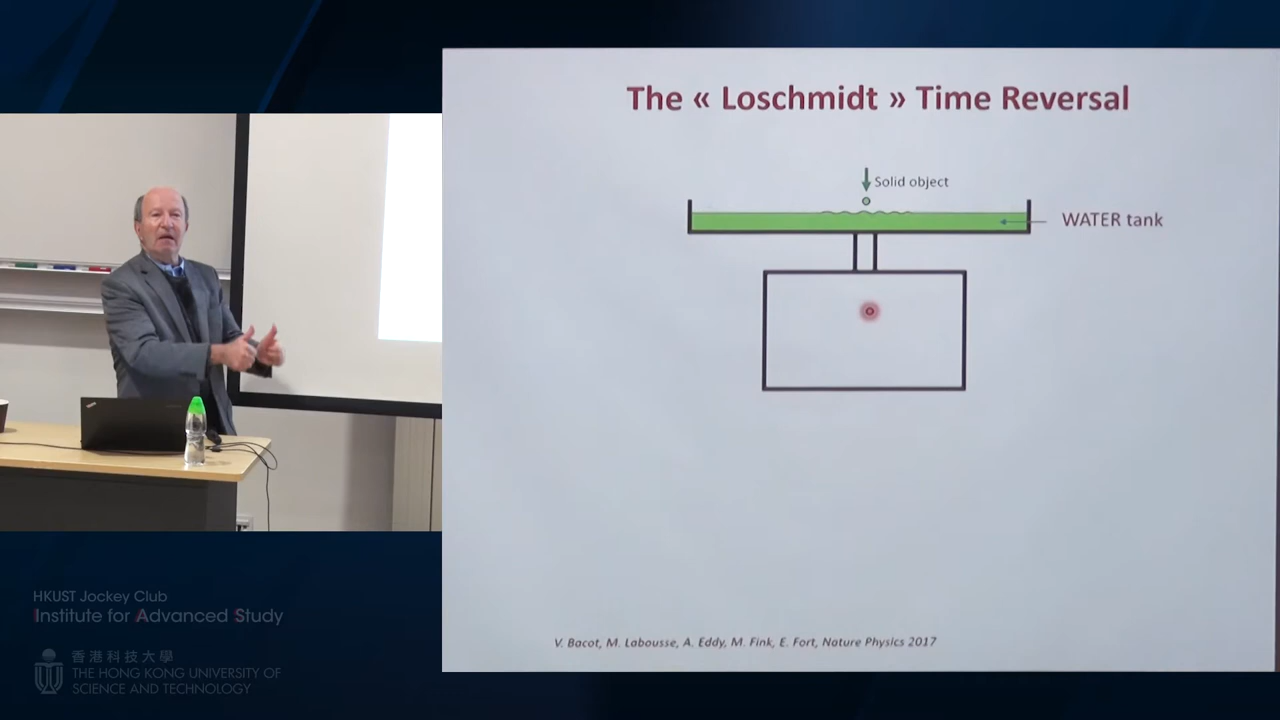 The « Loschmidt » Time Reversal
Solid object
WATER tank
V. Bacot, M. Labousse, A. Eddy, M. Fink, E. Fort, Nature Physics 2017
HKUST Jockey Club
Institute for Advanced Study
香港科技大學
THE HONG KONG UNIVERSITY OF
SCIENCE AND TECHNOLOGY